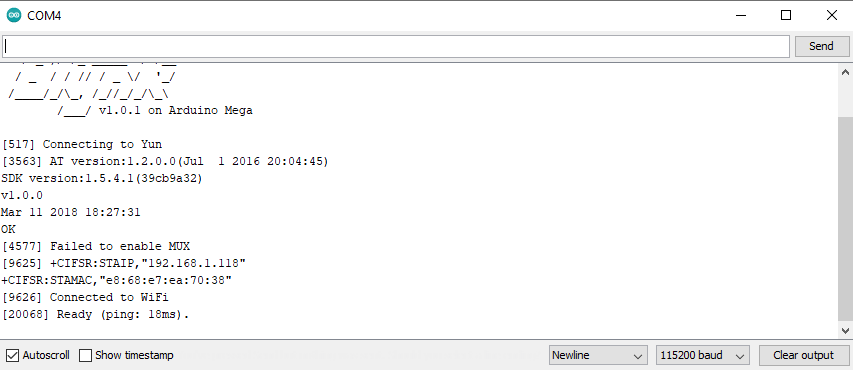 COM4
Send
/ _  / / // / _ \/  '_/
/____/_/\_, /_//_/_/\_\
/___/ v1.0.1 on Arduino Mega
[517] Connecting to Yun
[3563] AT version:1.2.0.0(Jul  1 2016 20:04:45)
SDK version:1.5.4.1(39cb9a32)
v1.0.0
Mar 11 2018 18:27:31
OK
[4577] Failed to enable MUX
[9625] +CIFSR:STAIP,"192.168.1.118"
+CIFSR:STAMAC,"e8:68:e7:ea:70:38"
[9626] Connected to WiFi
[20068] Ready (ping: 18ms).
Autoscroll Show timestamp Newline 115200 baud Clear output